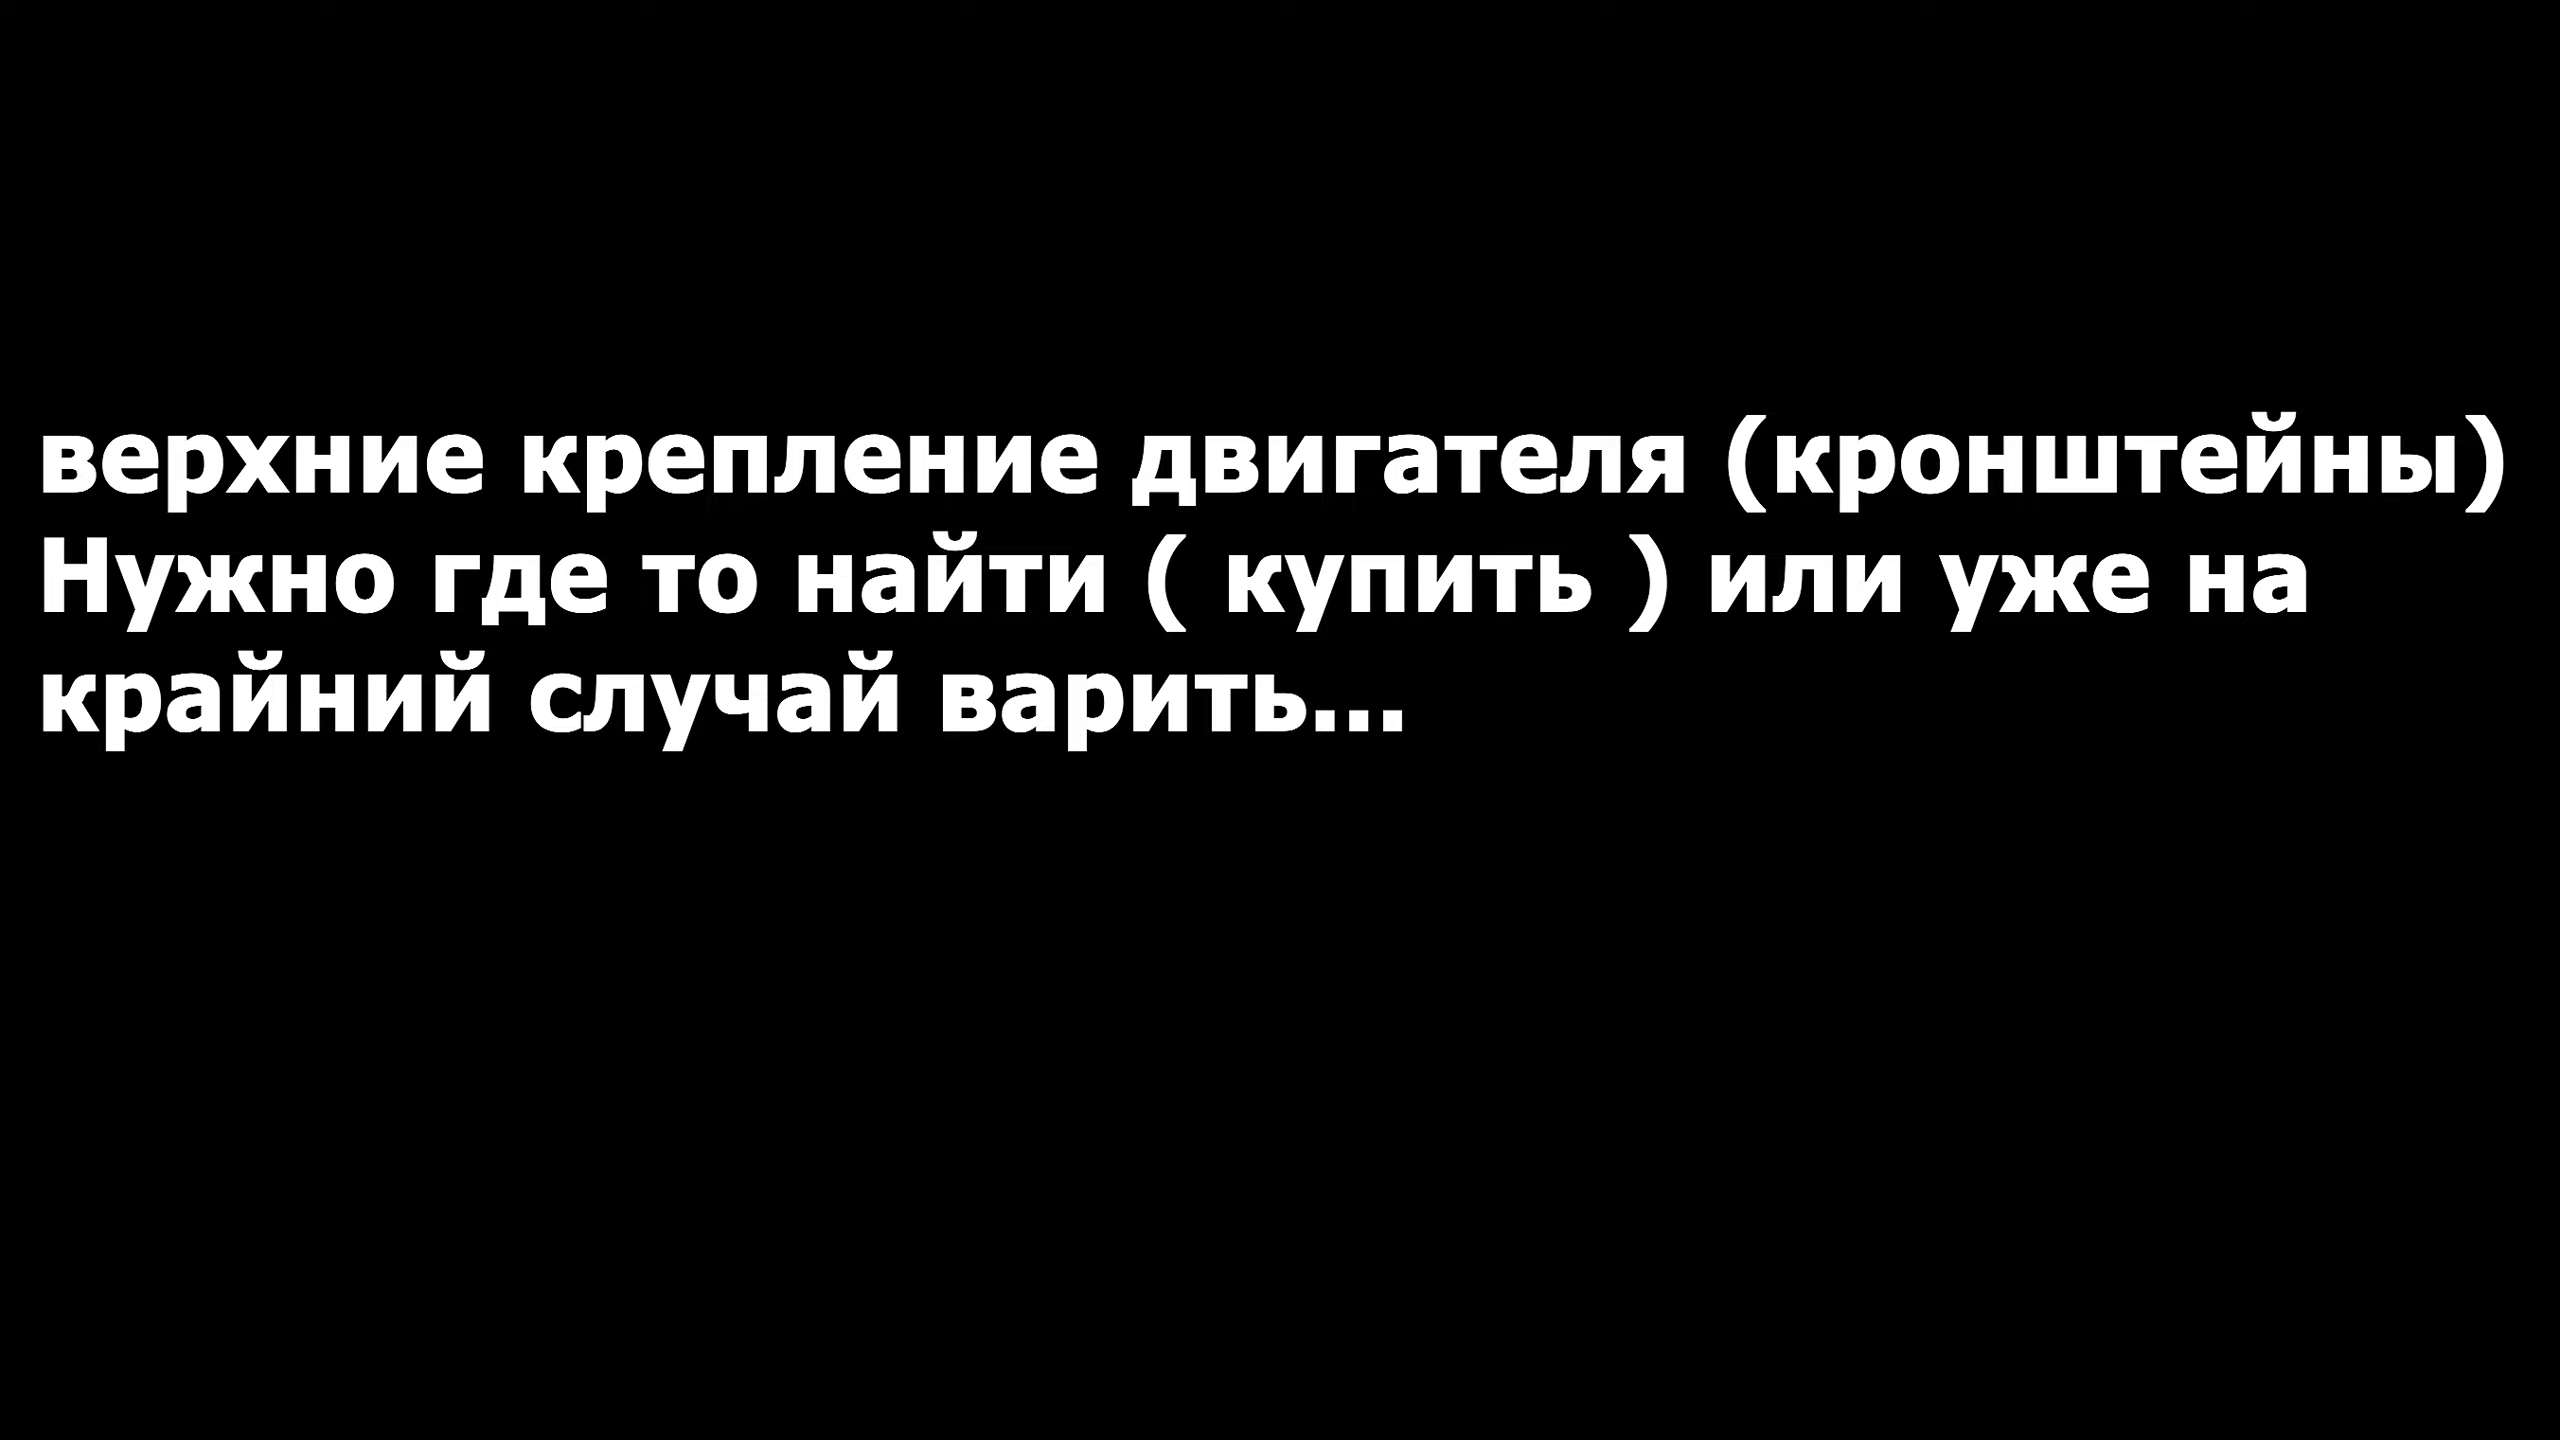 верхние крепление двигателя (кронштейны)
Нужно где то найти ( купить ) или уже на
крайний случай варить...